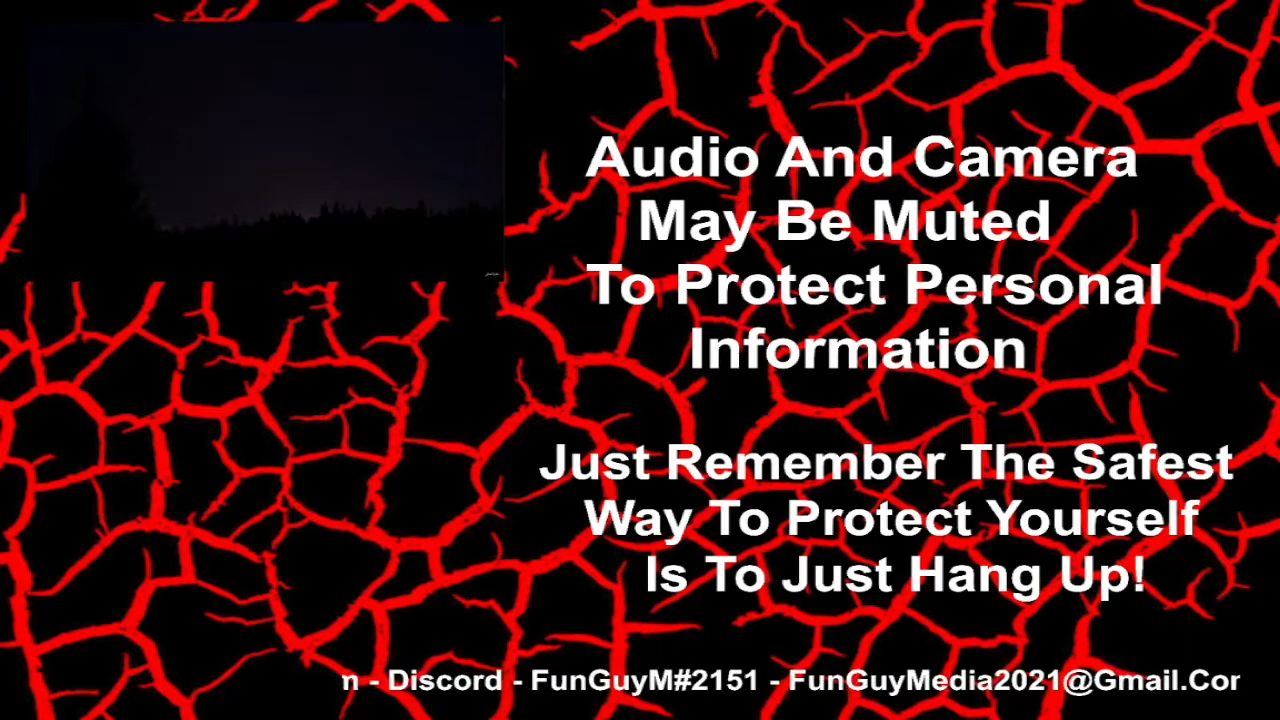 Audio And Camera
May Be Muted
To Protect Personal
Information
Just Remember The Safest
Way To Protect Yourself
Is To Just Hang Up!
n - Discord - FunGuyM#2151 - FunGuyMedia2021@Gmail.Cor